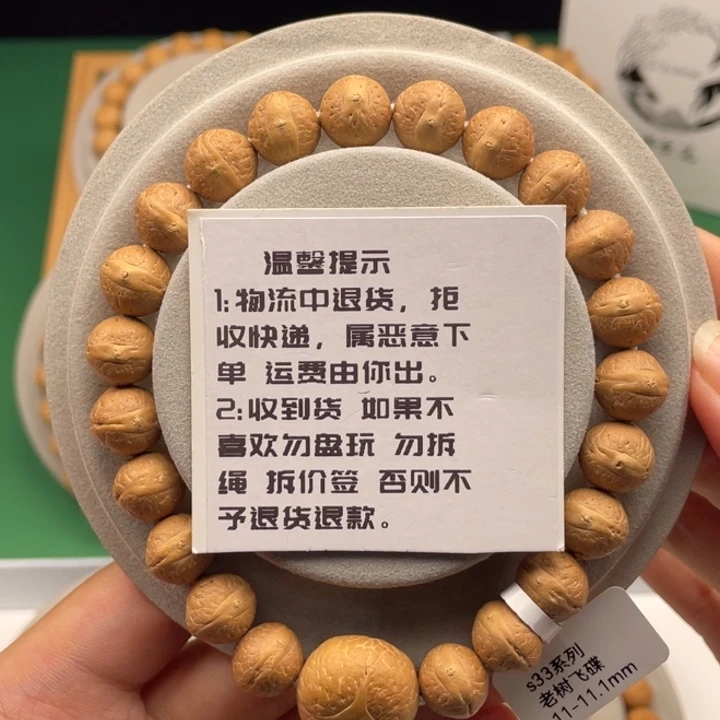 温馨提示
1:物流中退货，拒
收快递，属恶意下
单 运费由你出。
2:收到货 如果不
喜欢勿盘玩 勿拆
绳 拆价签 否则不
予退货退款。
s33系列
老树飞碟
11-11.1mm